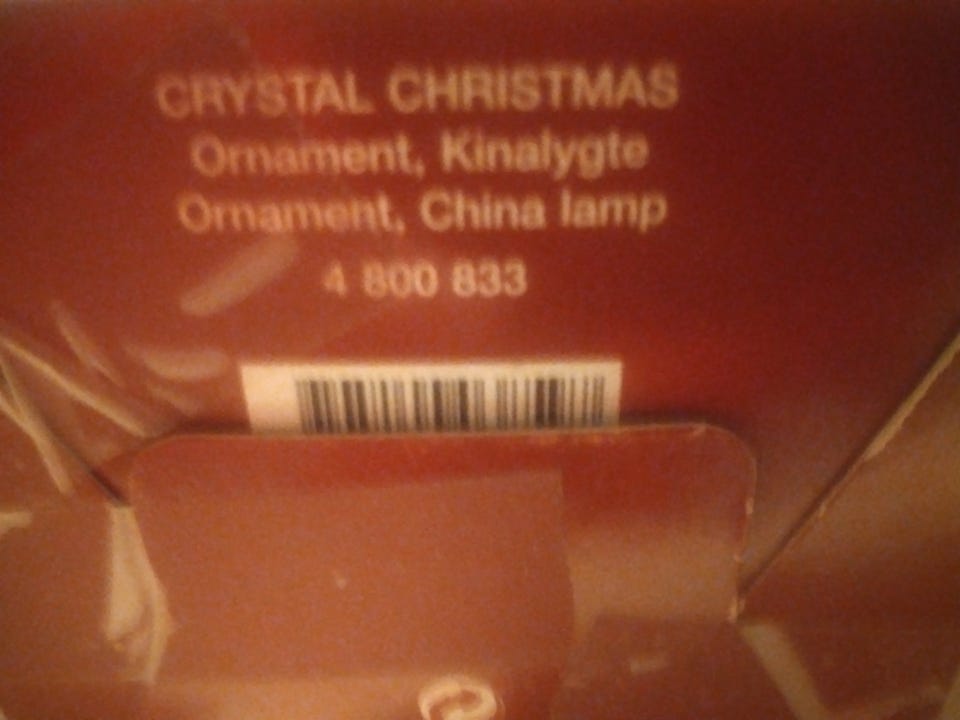 CRYSTAL CHRISTMAS
Ornament, Kinalygte
Ornament, China lamp
4 800 833